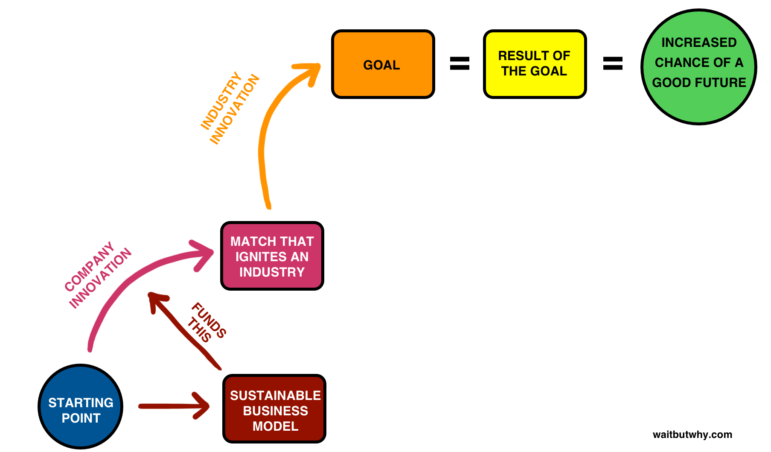 GOAL
=
RESULT OF
THE GOAL
=
INCREASED
CHANCE OF A
GOOD FUTURE
INDUSTRY
INNOVATION
MATCH THAT
IGNITES AN
INDUSTRY
COMPANY
INNOVATION
FUNDS
THIS
STARTING
POINT
SUSTAINABLE
BUSINESS
MODEL
waitbutwhy.com